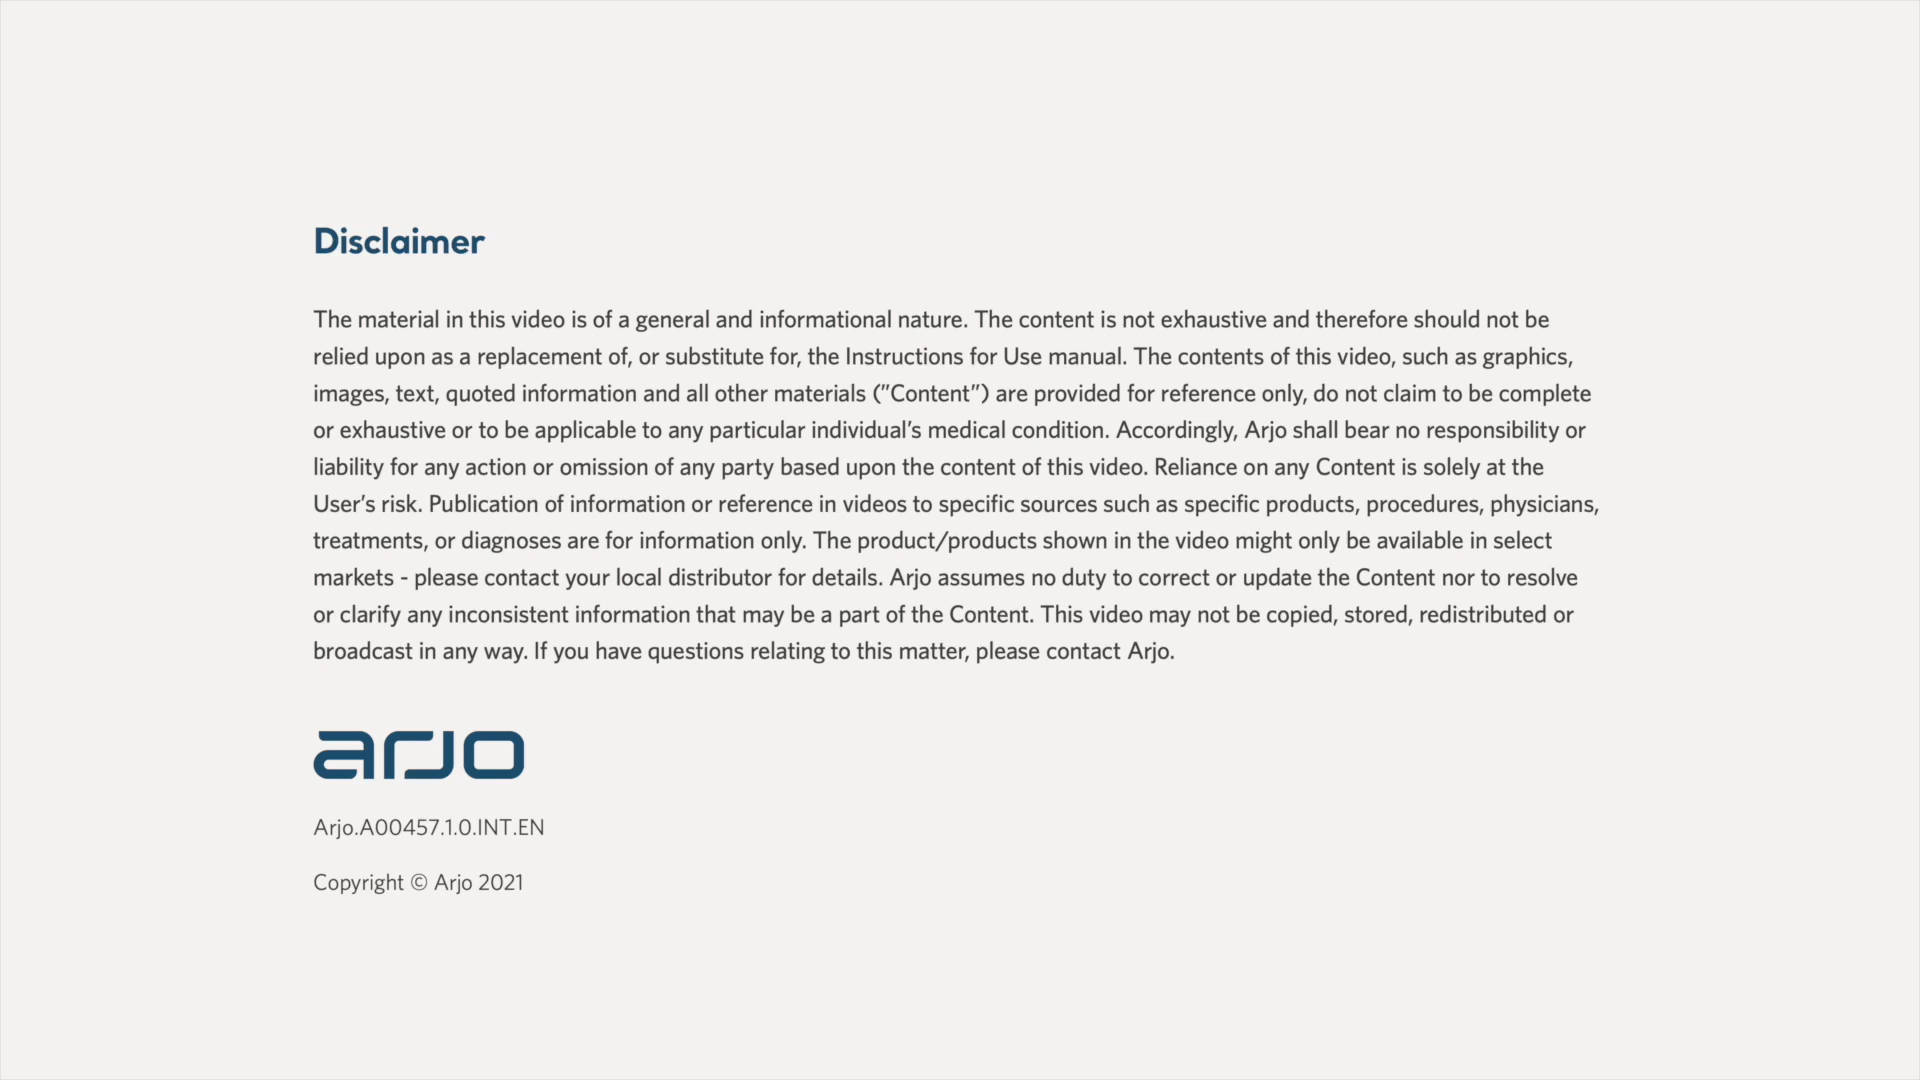 Disclaimer
The material in this video is of a general and informational nature. The content is not exhaustive and therefore should not be
relied upon as a replacement of, or substitute for, the Instructions for Use manual. The contents of this video, such as graphics,
images, text, quoted information and all other materials (”Content”) are provided for reference only, do not claim to be complete
or exhaustive or to be applicable to any particular individual’s medical condition. Accordingly, Arjo shall bear no responsibility or
liability for any action or omission of any party based upon the content of this video. Reliance on any Content is solely at the
User’s risk. Publication of information or reference in videos to specific sources such as specific products, procedures, physicians,
treatments, or diagnoses are for information only. The product/products shown in the video might only be available in select
markets - please contact your local distributor for details. Arjo assumes no duty to correct or update the Content nor to resolve
or clarify any inconsistent information that may be a part of the Content. This video may not be copied, stored, redistributed or
broadcast in any way. If you have questions relating to this matter, please contact Arjo.
arjo
Arjo.A00457.1.0.INT.EN
Copyright © Arjo 2021